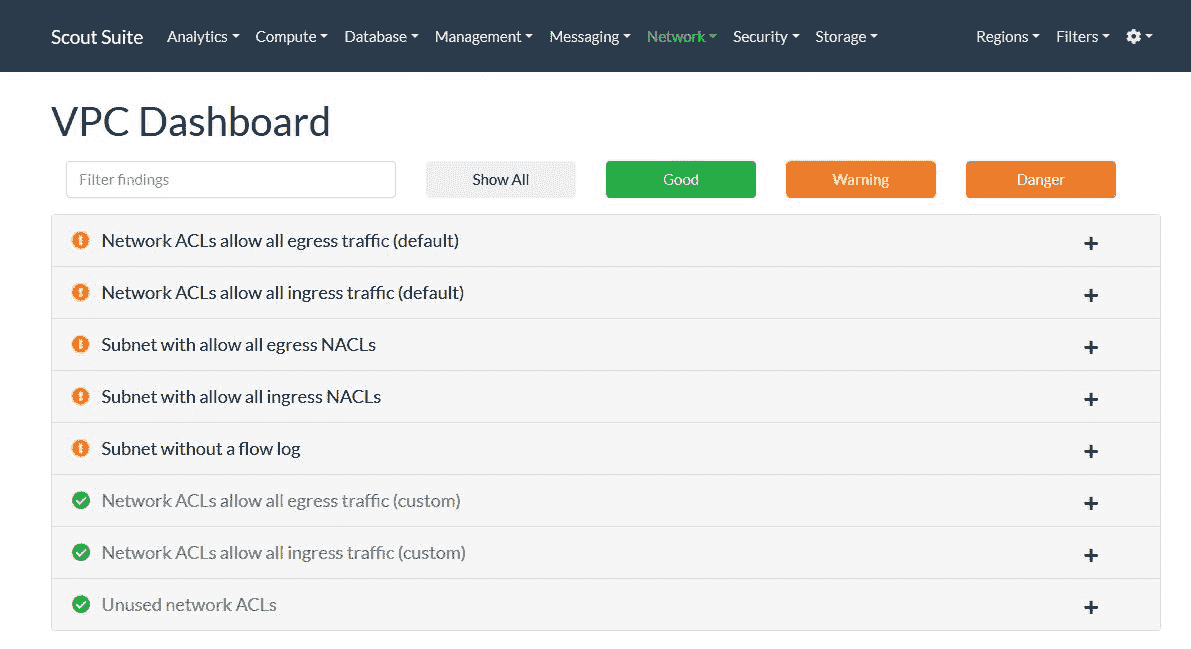 Scout Suite Analytics Compute Database Management Messaging Network Security Storage Regions Filters
VPC Dashboard
Filter findings Show All Good Warning Danger
Network ACLs allow all egress traffic (default)
Network ACLs allow all ingress traffic (default)
Subnet with allow all egress NACLs
Subnet with allow all ingress NACLs
Subnet without a flow log
Network ACLs allow all egress traffic (custom)
Network ACLs allow all ingress traffic (custom)
Unused network ACLs